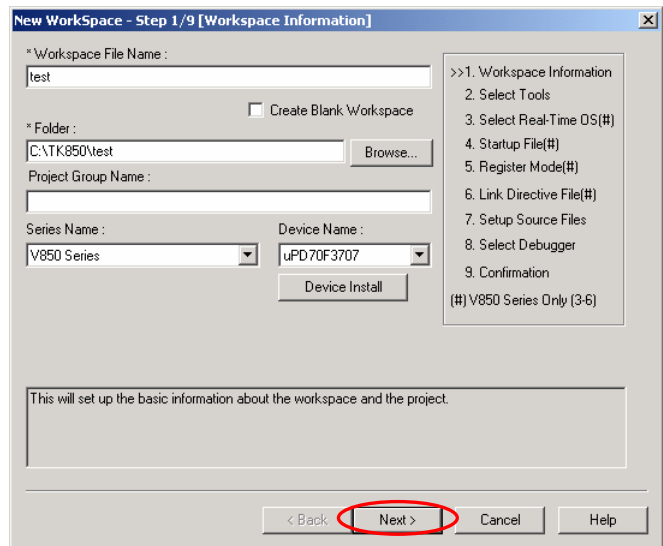 New WorkSpace - Step 1/9 [Workspace Information]
* Workspace File Name :
test
Create Blank Workspace
* Folder :
C:\TK850\test
Browse...
Project Group Name :
Series Name :
Device Name :
V850 Series
uPD70F3707
Device Install
>>1. Workspace Information
2. Select Tools
3. Select Real-Time OS(#)
4. Startup File(#)
5. Register Mode(#)
6. Link Directive File(#)
7. Setup Source Files
8. Select Debugger
9. Confirmation
(#) V850 Series Only (3-6)
This will set up the basic information about the workspace and the project.
< Back
Next >
Cancel
Help